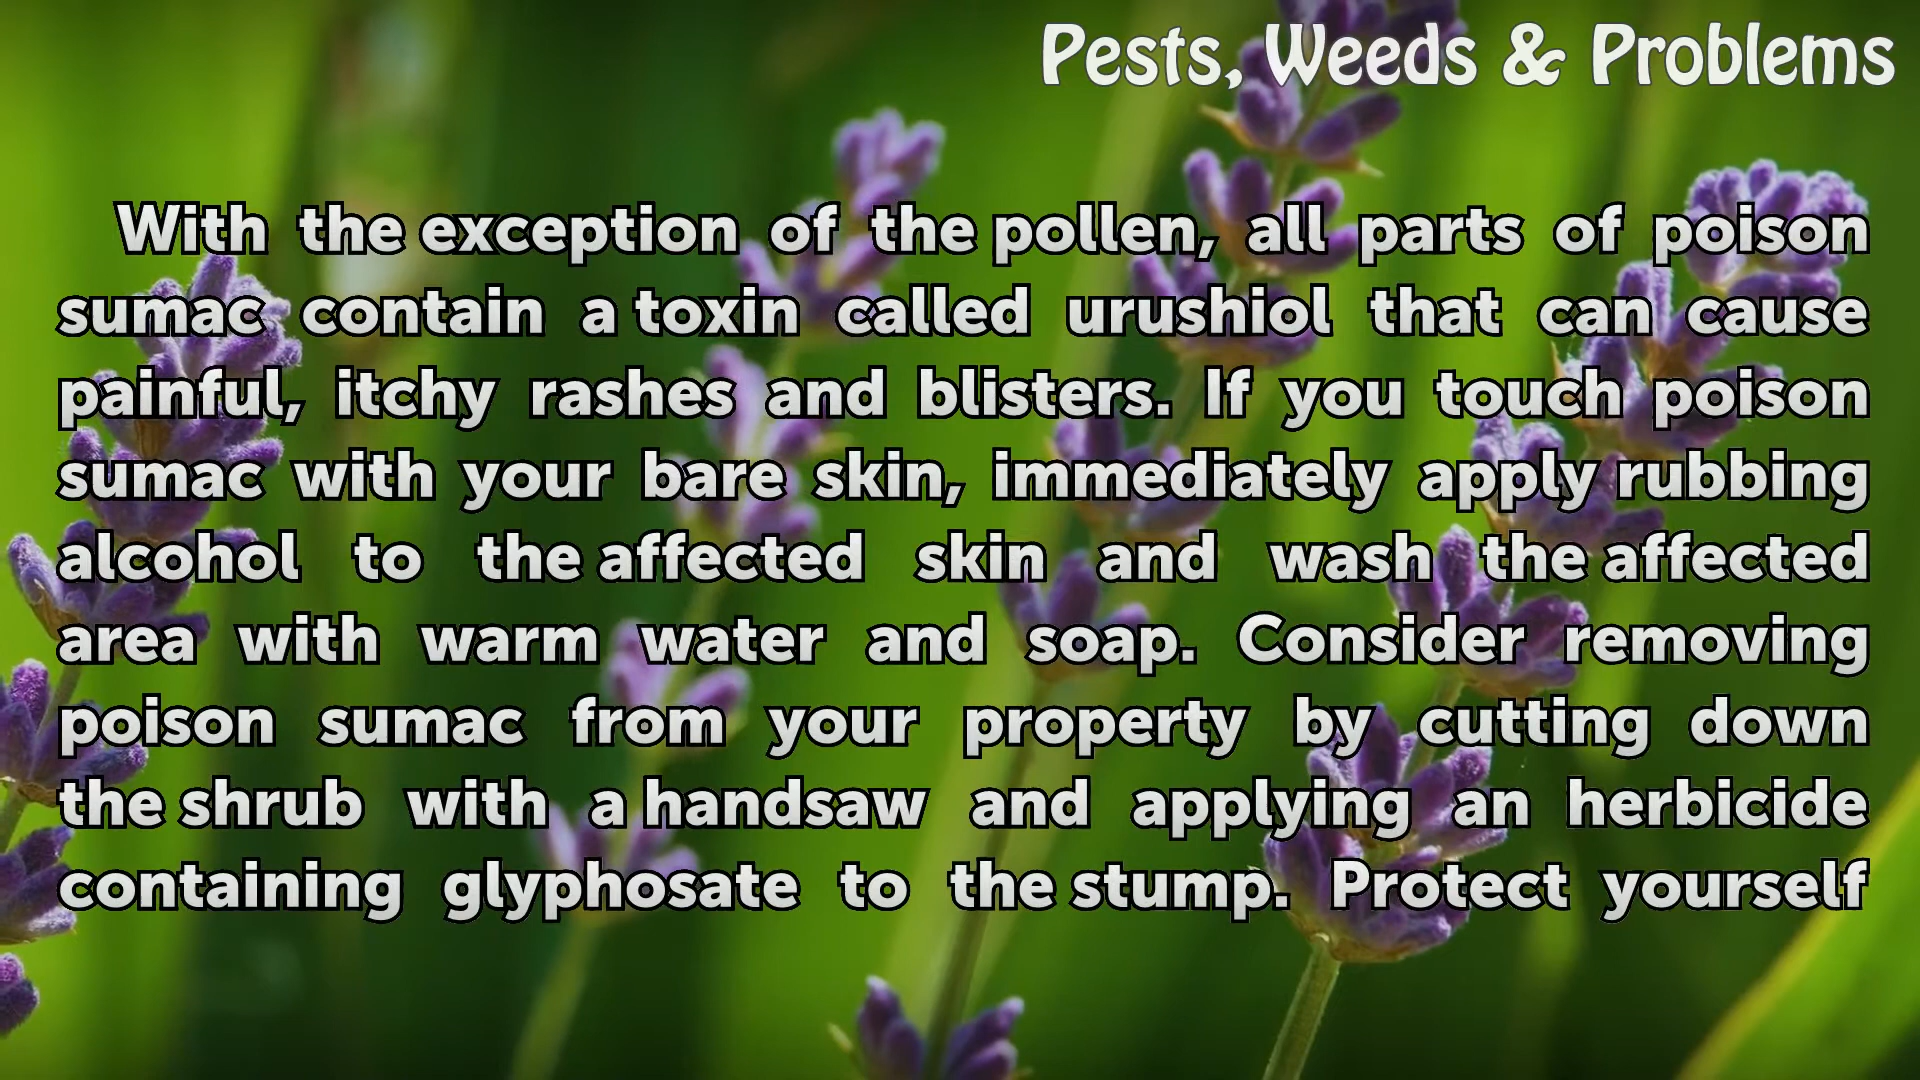 Pests, Weeds & Problems
With the exception of the pollen, all parts of poison
sumac contain a toxin called urushiol that can cause
painful, itchy rashes and blisters. If you touch poison
sumac with your bare skin, immediately apply rubbing
alcohol to the affected skin and wash the affected
area with warm water and soap. Consider removing
poison sumac from your property by cutting down
the shrub with a handsaw and applying an herbicide
containing glyphosate to the stump. Protect yourself